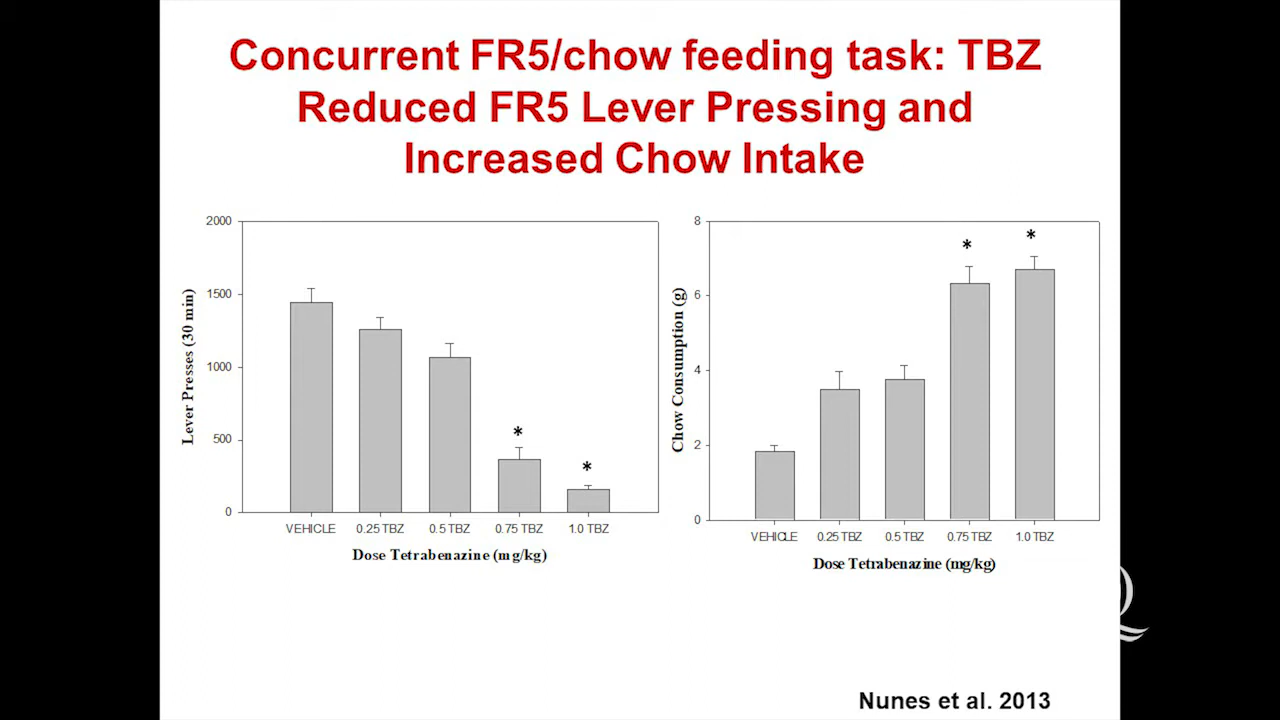 Concurrent FR5/chow feeding task: TBZ
Reduced FR5 Lever Pressing and
Increased Chow Intake
Lever Presses (30 min)
2000
1500
1000
500
0
*
*
VEHICLE 0.25 TBZ 0.5 TBZ 0.75 TBZ 1.0 TBZ
Dose Tetrabenazine (mg/kg)
Chow Consumption (g)
8
6
4
2
0
*
*
VEHICLE 0.25 TBZ 0.5 TBZ 0.75 TBZ 1.0 TBZ
Dose Tetrabenazine (mg/kg)
Nunes et al. 2013